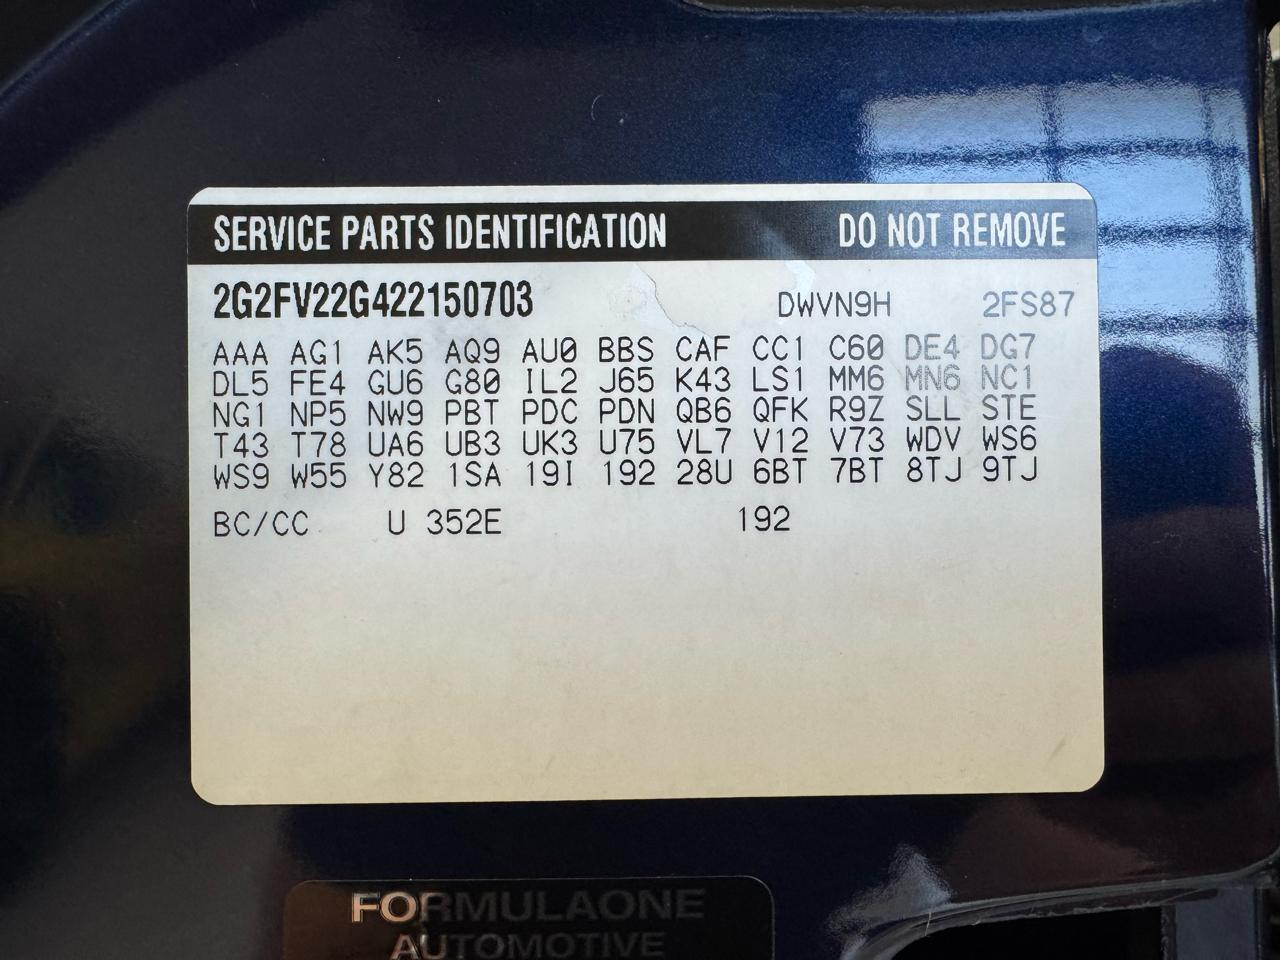 SERVICE PARTS IDENTIFICATION DO NOT REMOVE
2G2FV22G422150703 DWVN9H 2FS87
AAA AG1 AK5 AQ9 AU0 BBS CAF CC1 C60 DE4 DG7
DL5 FE4 GU6 G80 IL2 J65 K43 LS1 MM6 MN6 NC1
NG1 NP5 NW9 PBT PDC PDN QB6 QFK R9Z SLL STE
T43 T78 UA6 UB3 UK3 U75 VL7 V12 V73 WDV WS6
WS9 W55 Y82 1SA 19I 192 28U 6BT 7BT 8TJ 9TJ
BC/CC U 352E 192
FORMULAONE
AUTOMOTIVE